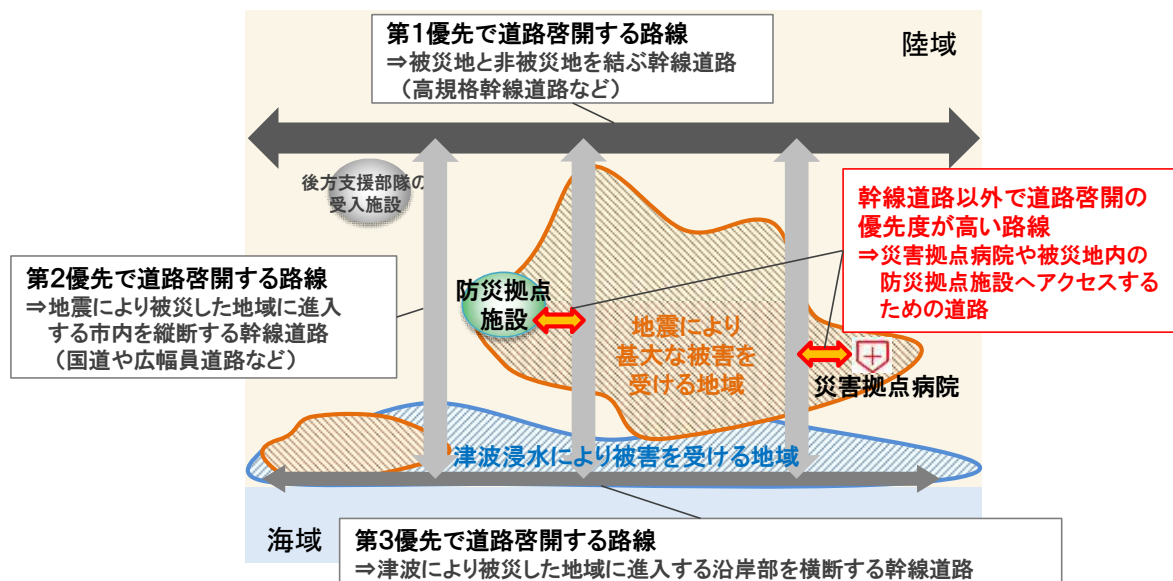 第1優先で道路啓開する路線
⇒被災地と非被災地を結ぶ幹線道路
（高規格幹線道路など）
陸域
後方支援部隊の
受入施設
幹線道路以外で道路啓開の
優先度が高い路線
⇒災害拠点病院や被災地内の
防災拠点施設へアクセスする
ための道路
第2優先で道路啓開する路線
⇒地震により被災した地域に進入
する市内を縦断する幹線道路
（国道や広幅員道路など）
防災拠点
施設
地震により
甚大な被害を
受ける地域
災害拠点病院
津波浸水により被害を受ける地域
海域
第3優先で道路啓開する路線
⇒津波により被災した地域に進入する沿岸部を横断する幹線道路